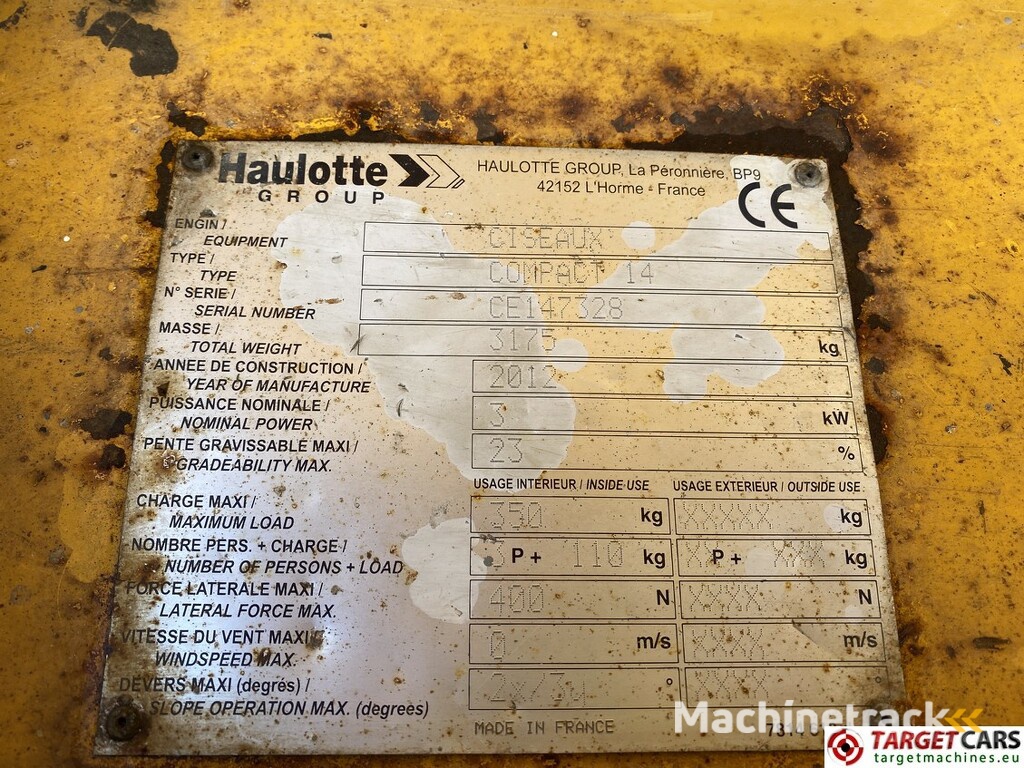 Haulotte
GROUP
HAULOTTE GROUP, La Péronnière, BP9
42152 L'Horme - France
CE
ENGIN /
EQUIPMENT
CISEAUX
TYPE /
TYPE
COMPACT 14
N° SERIE /
SERIAL NUMBER
CE147328
MASSE /
TOTAL WEIGHT
3175 kg
ANNEE DE CONSTRUCTION /
YEAR OF MANUFACTURE
2012
PUISSANCE NOMINALE /
NOMINAL POWER
3 kW
PENTE GRAVISSABLE MAXI /
GRADEABILITY MAX.
23 %
USAGE INTERIEUR / INSIDE USE USAGE EXTERIEUR / OUTSIDE USE
CHARGE MAXI /
MAXIMUM LOAD
350 kg XXXXX kg
NOMBRE PERS. + CHARGE /
NUMBER OF PERSONS + LOAD
3 P+ 110 kg XX P+ XXX kg
FORCE LATERALE MAXI /
LATERAL FORCE MAX.
400 N XXXX N
VITESSE DU VENT MAXI /
WINDSPEED MAX.
0 m/s XXXX m/s
DEVERS MAXI (degrés) /
SLOPE OPERATION MAX. (degrees)
2x/3y ° XXXX °
MADE IN FRANCE
Machinetrack
TARGETCARS
targetmachines.eu